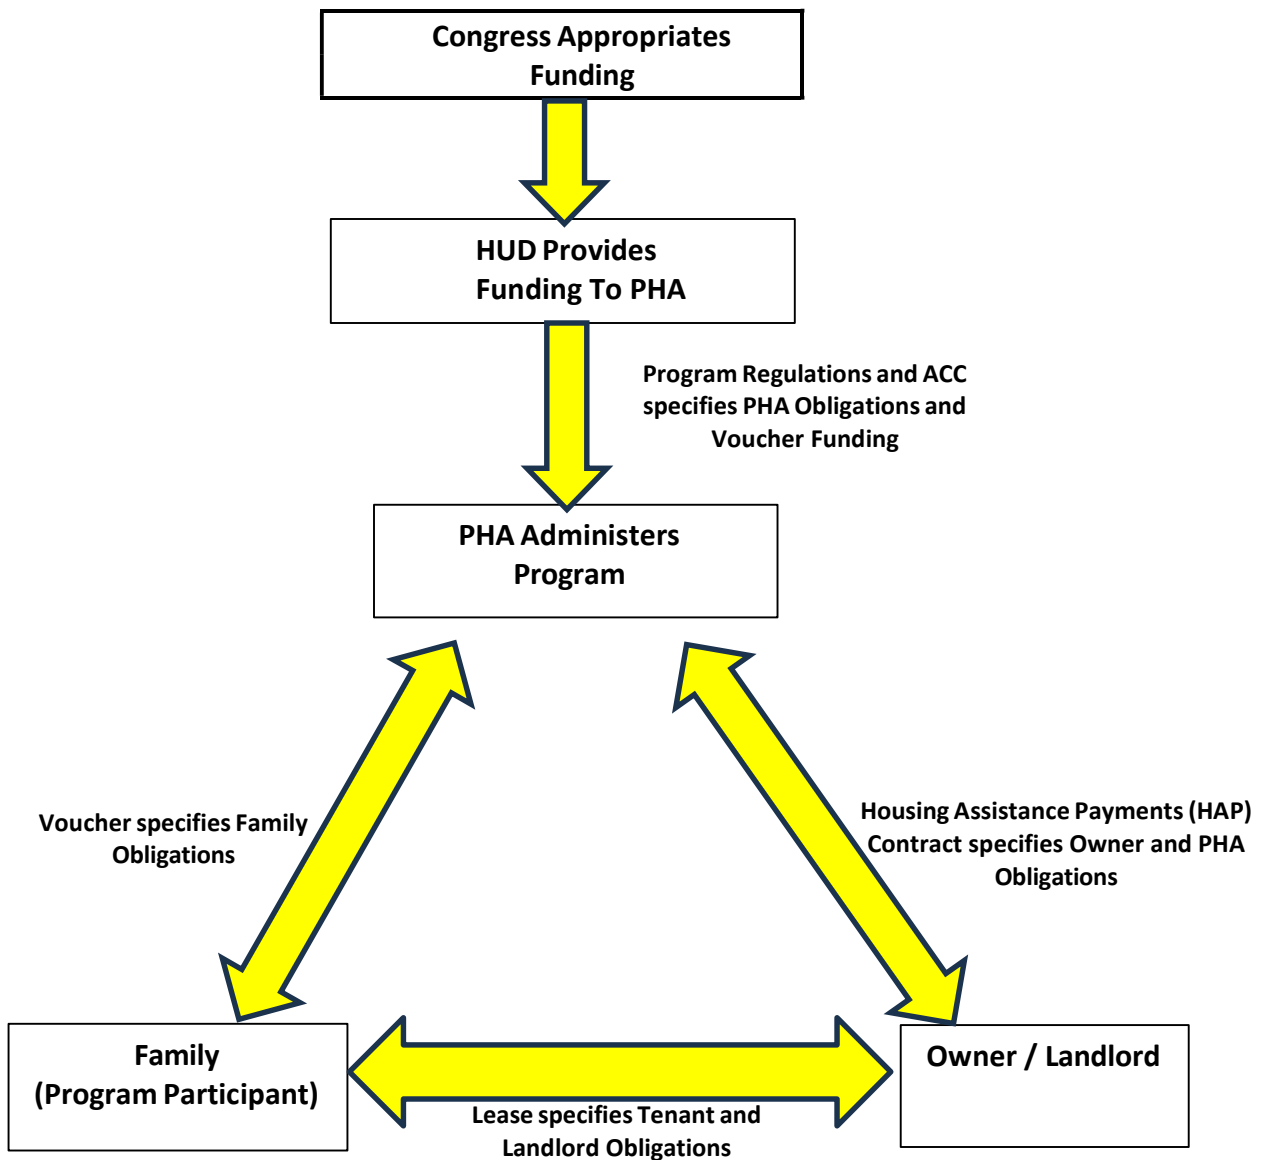 Congress Appropriates
Funding
HUD Provides
Funding To PHA
Program Regulations and ACC
specifies PHA Obligations and
Voucher Funding
PHA Administers
Program
Voucher specifies Family
Obligations
Housing Assistance Payments (HAP)
Contract specifies Owner and PHA
Obligations
Family
(Program Participant)
Owner / Landlord
Lease specifies Tenant and
Landlord Obligations